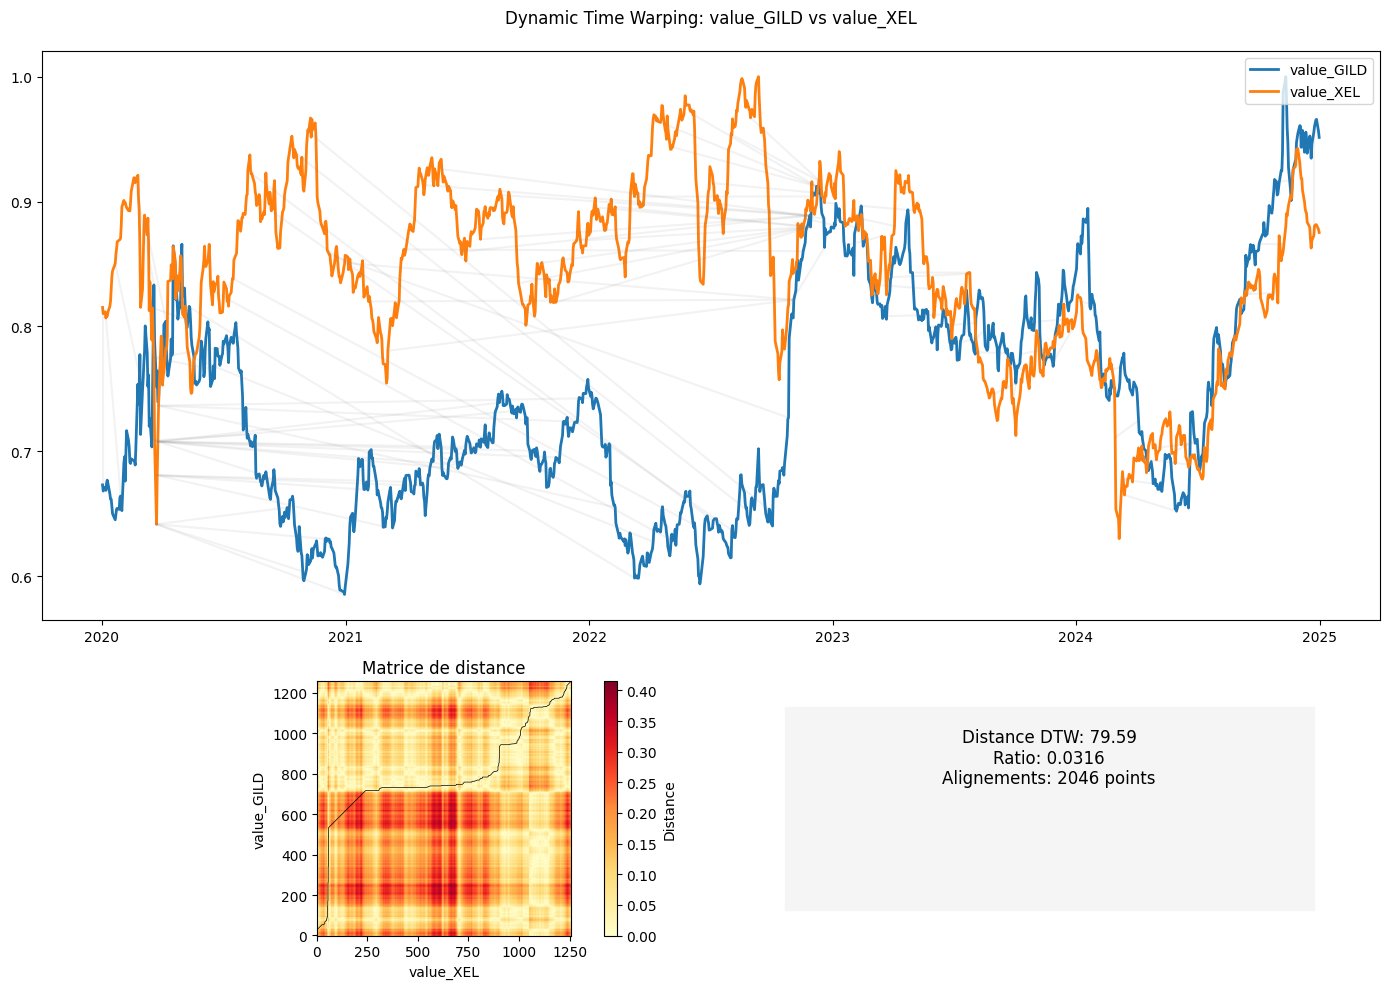 Dynamic Time Warping: value_GILD vs value_XEL
value_GILD
value_XEL
1.0
0.9
0.8
0.7
0.6
2020 2021 2022 2023 2024 2025
Matrice de distance
value_GILD
1200
1000
800
600
400
200
0
0 250 500 750 1000 1250
value_XEL
0.40
0.35
0.30
0.25
0.20
0.15
0.10
0.05
0.00
Distance
Distance DTW: 79.59
Ratio: 0.0316
Alignements: 2046 points